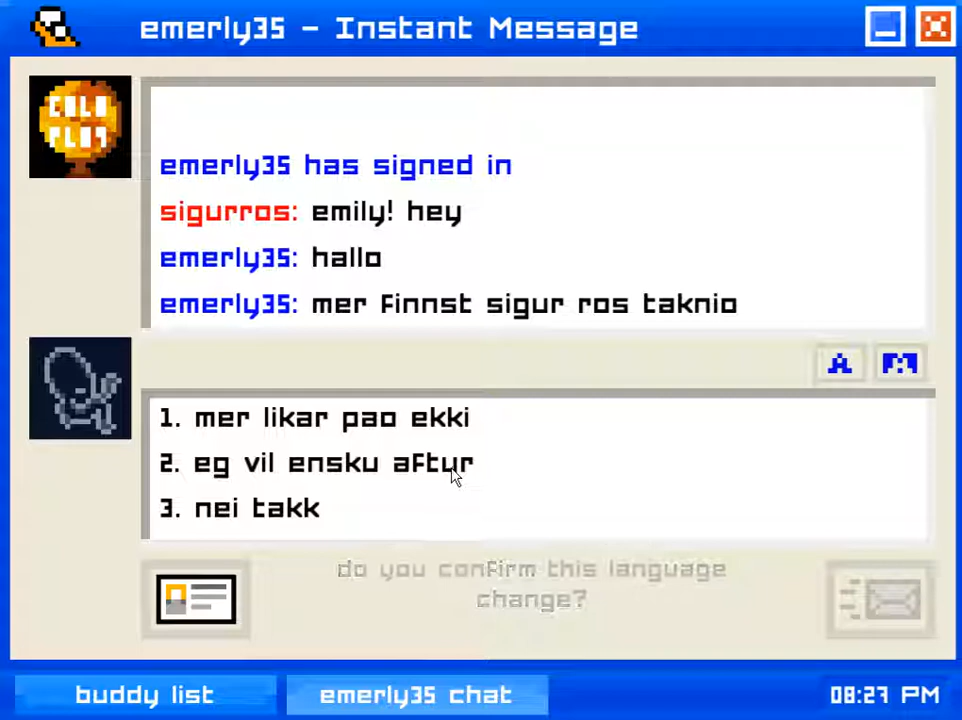 emerly35 - Instant Message
COLD
PLAY
emerly35 has signed in
sigurros: emily! hey
emerly35: hallo
emerly35: mer finnst sigur ros taknio
A
1. mer likar pao ekki
2. eg vil ensku aftur
3. nei takk
do you confirm this language
change?
buddy list
emerly35 chat
08:27 PM